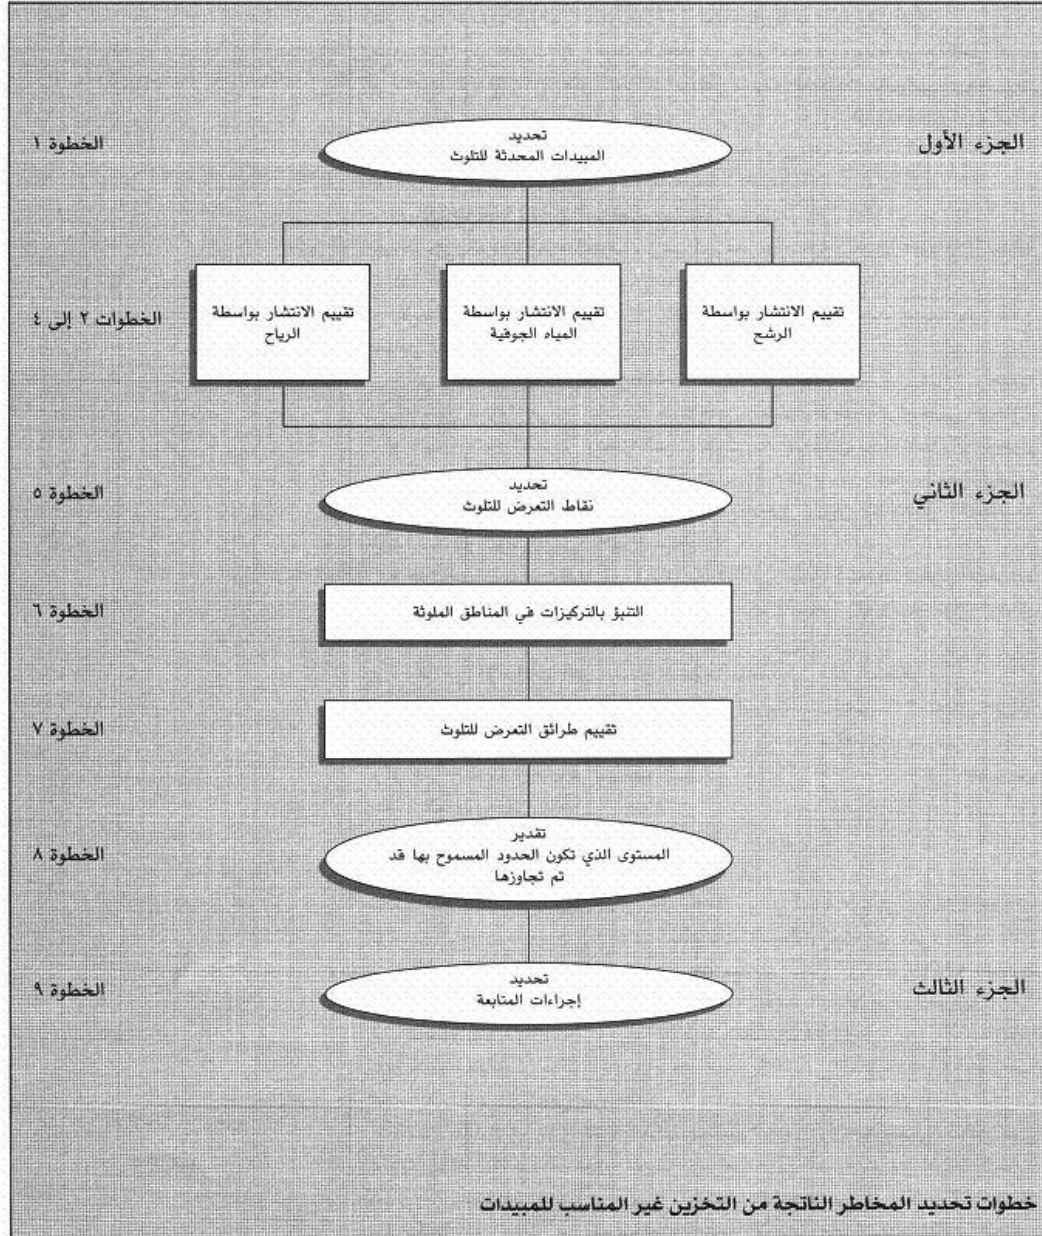 الجزء الأول
تحديد
المبيدات المحدثة للتلوث
الخطوة ١
تقييم الانتشار بواسطة
الرشح
تقييم الانتشار بواسطة
المياه الجوفية
تقييم الانتشار بواسطة
الرياح
الخطوات ٢ إلى ٤
الجزء الثاني
تحديد
نقاط التعرض للتلوث
الخطوة ٥
التنبؤ بالتركيزات في المناطق الملوثة
الخطوة ٦
تقييم طرائق التعرض للتلوث
الخطوة ٧
تقدير
المستوى الذي تكون الحدود المسموح بها قد
تم تجاوزها
الخطوة ٨
الجزء الثالث
تحديد
إجراءات المتابعة
الخطوة ٩
خطوات تحديد المخاطر الناتجة من التخزين غير المناسب للمبيدات